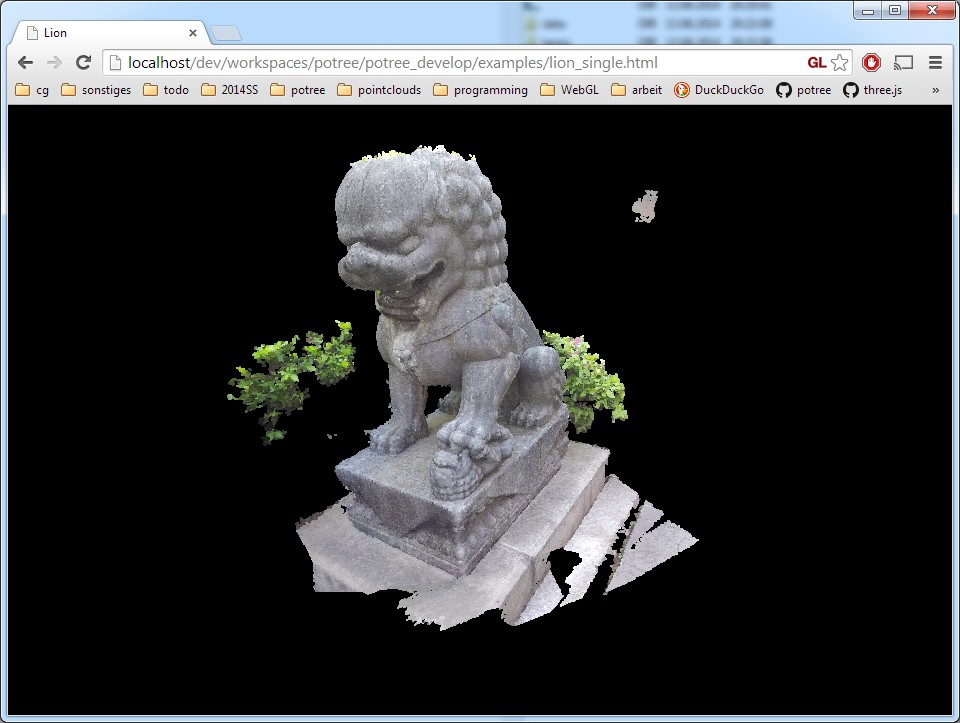 Lion
localhost/dev/workspaces/potree/potree_develop/examples/lion_single.html GL
cg sonstiges todo 2014SS potree pointclouds programming WebGL arbeit DuckDuckGo potree three.js »